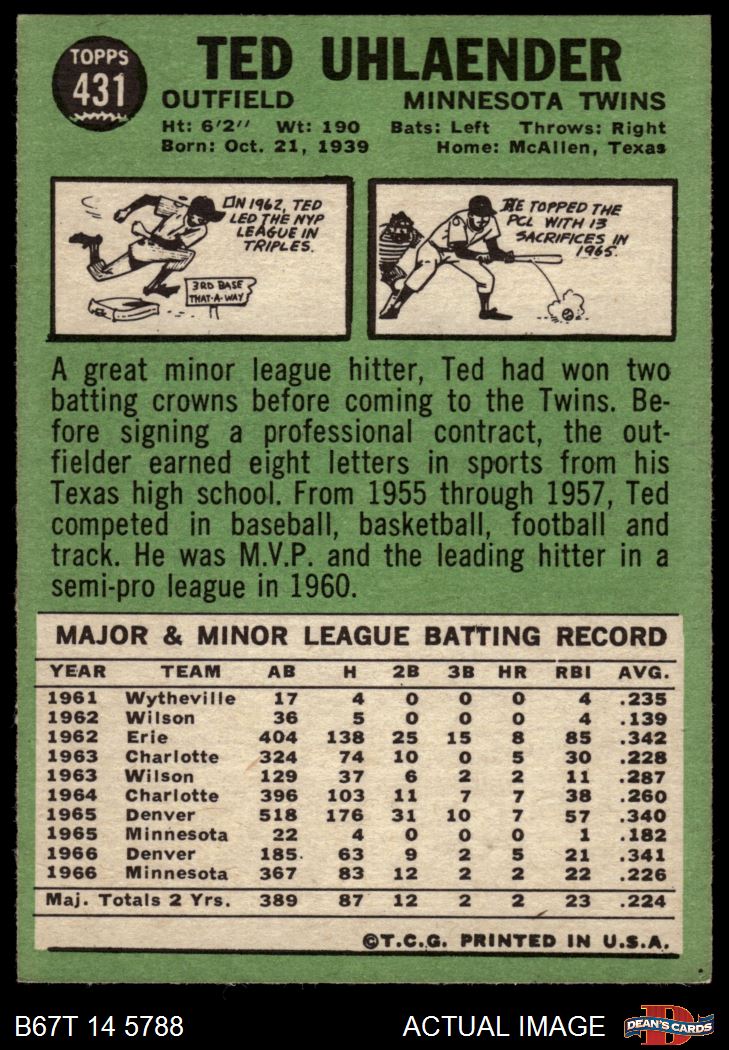 TOPPS
431
TED UHLAENDER
OUTFIELD MINNESOTA TWINS
Ht: 6'2" Wt: 190 Bats: Left Throws: Right
Born: Oct. 21, 1939 Home: McAllen, Texas
IN 1962, TED
LED THE NYP
LEAGUE IN
TRIPLES.
3RD BASE
THAT-A-WAY
HE TOPPED THE
PCL WITH 13
SACRIFICES IN
1965.
A great minor league hitter, Ted had won two
batting crowns before coming to the Twins. Be-
fore signing a professional contract, the out-
fielder earned eight letters in sports from his
Texas high school. From 1955 through 1957, Ted
competed in baseball, basketball, football and
track. He was M.V.P. and the leading hitter in a
semi-pro league in 1960.
MAJOR & MINOR LEAGUE BATTING RECORD
YEAR TEAM AB H 2B 3B HR RBI AVG.
1961 Wytheville 17 4 0 0 0 4 .235
1962 Wilson 36 5 0 0 0 4 .139
1962 Erie 404 138 25 15 8 85 .342
1963 Charlotte 324 74 10 0 5 30 .228
1963 Wilson 129 37 6 2 2 11 .287
1964 Charlotte 396 103 11 7 7 38 .260
1965 Denver 518 176 31 10 7 57 .340
1965 Minnesota 22 4 0 0 0 1 .182
1966 Denver 185 63 9 2 5 21 .341
1966 Minnesota 367 83 12 2 2 22 .226
Maj. Totals 2 Yrs. 389 87 12 2 2 23 .224
©T.C.G. PRINTED IN U.S.A.
B67T 14 5788 ACTUAL IMAGE
D
DEAN'S CARDS